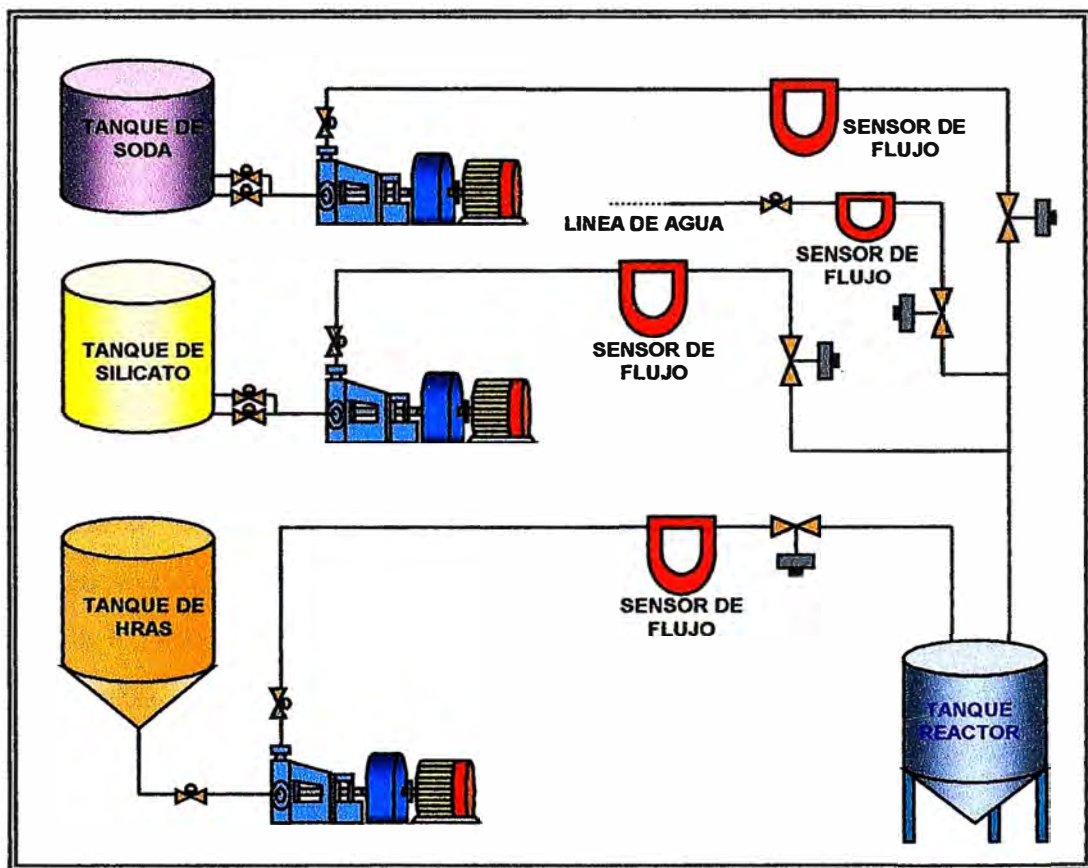 TANQUE DE
SODA
SENSOR DE
FLUJO
LINEA DE AGUA
SENSOR DE
FLUJO
TANQUE DE
SILICATO
SENSOR DE
FLUJO
TANQUE DE
HRAS
SENSOR DE
FLUJO
TANQUE
REACTOR